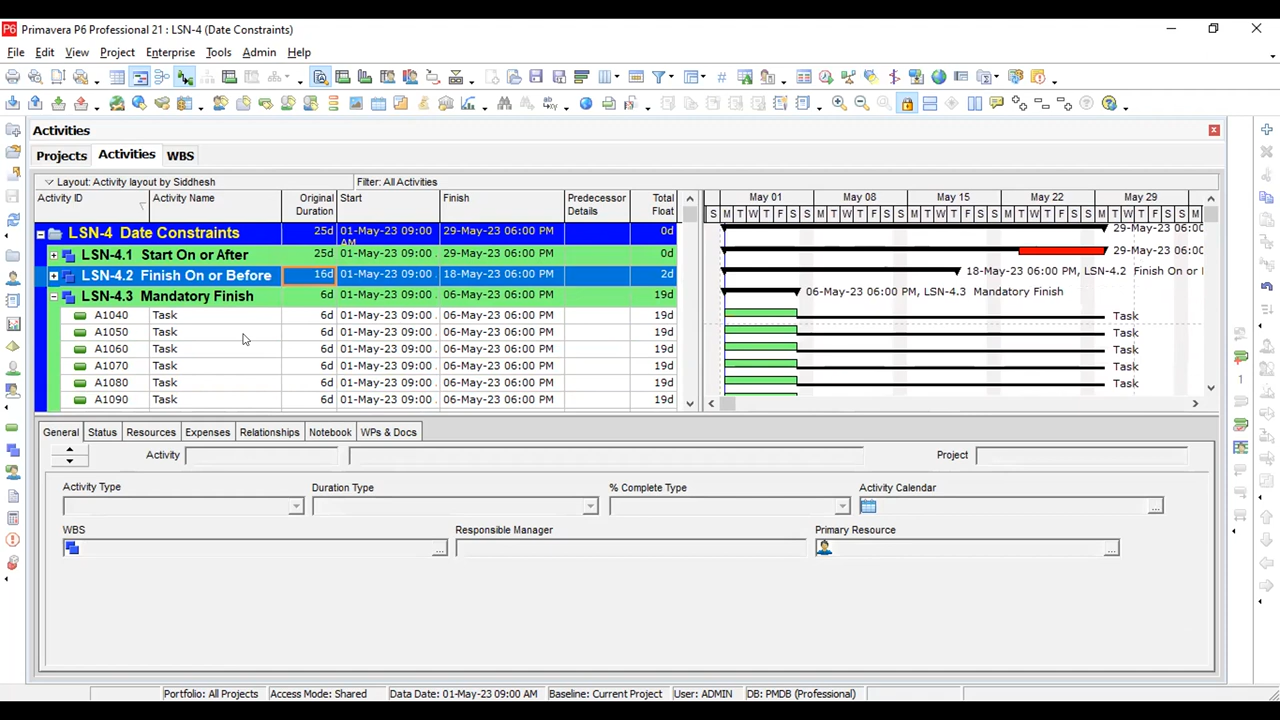 P6 Primavera P6 Professional 21 : LSN-4 (Date Constraints)
File Edit View Project Enterprise Tools Admin Help
Activities
Projects Activities WBS
Layout: Activity layout by Siddhesh Filter: All Activities
Activity ID Activity Name Original Duration Start Finish Predecessor Details Total Float
May 01 May 08 May 15 May 22 May 29
S M T W T F S S M T W T F S S M T W T F S S M T W T F S S M T W T F S S M
LSN-4 Date Constraints 25d 01-May-23 09:00 AM 29-May-23 06:00 PM 0d 29-May-23 06:00
LSN-4.1 Start On or After 25d 01-May-23 09:00 29-May-23 06:00 PM 0d 29-May-23 06:00
LSN-4.2 Finish On or Before 16d 01-May-23 09:00 18-May-23 06:00 PM 2d 18-May-23 06:00 PM, LSN-4.2 Finish On or
LSN-4.3 Mandatory Finish 6d 01-May-23 09:00 06-May-23 06:00 PM 19d 06-May-23 06:00 PM, LSN-4.3 Mandatory Finish
A1040 Task 6d 01-May-23 09:00 . 06-May-23 06:00 PM 19d Task
A1050 Task 6d 01-May-23 09:00 . 06-May-23 06:00 PM 19d Task
A1060 Task 6d 01-May-23 09:00 . 06-May-23 06:00 PM 19d Task
A1070 Task 6d 01-May-23 09:00 . 06-May-23 06:00 PM 19d Task
A1080 Task 6d 01-May-23 09:00 . 06-May-23 06:00 PM 19d Task
A1090 Task 6d 01-May-23 09:00 . 06-May-23 06:00 PM 19d
General Status Resources Expenses Relationships Notebook WPs & Docs
Activity Project
Activity Type Duration Type % Complete Type Activity Calendar
WBS Responsible Manager Primary Resource
Portfolio: All Projects Access Mode: Shared Data Date: 01-May-23 09:00 AM Baseline: Current Project User: ADMIN DB: PMDB (Professional)